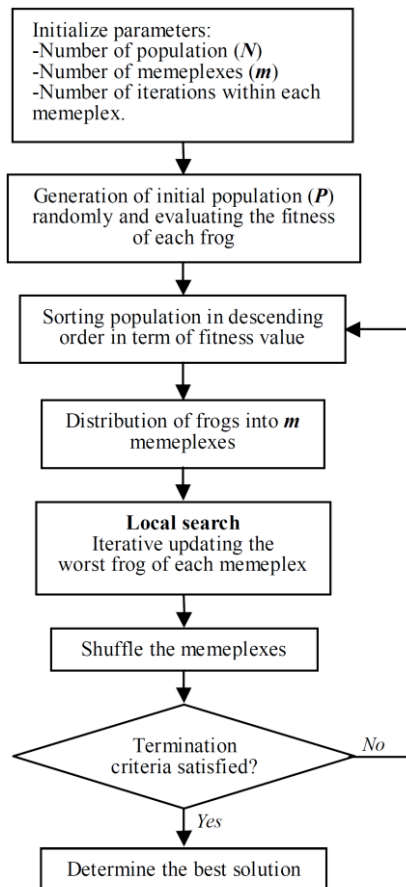 Initialize parameters:
-Number of population (N)
-Number of memeplexes (m)
-Number of iterations within each
memeplex.
Generation of initial population (P)
randomly and evaluating the fitness
of each frog
Sorting population in descending
order in term of fitness value
Distribution of frogs into m
memeplexes
Local search
Iterative updating the
worst frog of each memeplex
Shuffle the memeplexes
Termination
criteria satisfied?
No
Yes
Determine the best solution